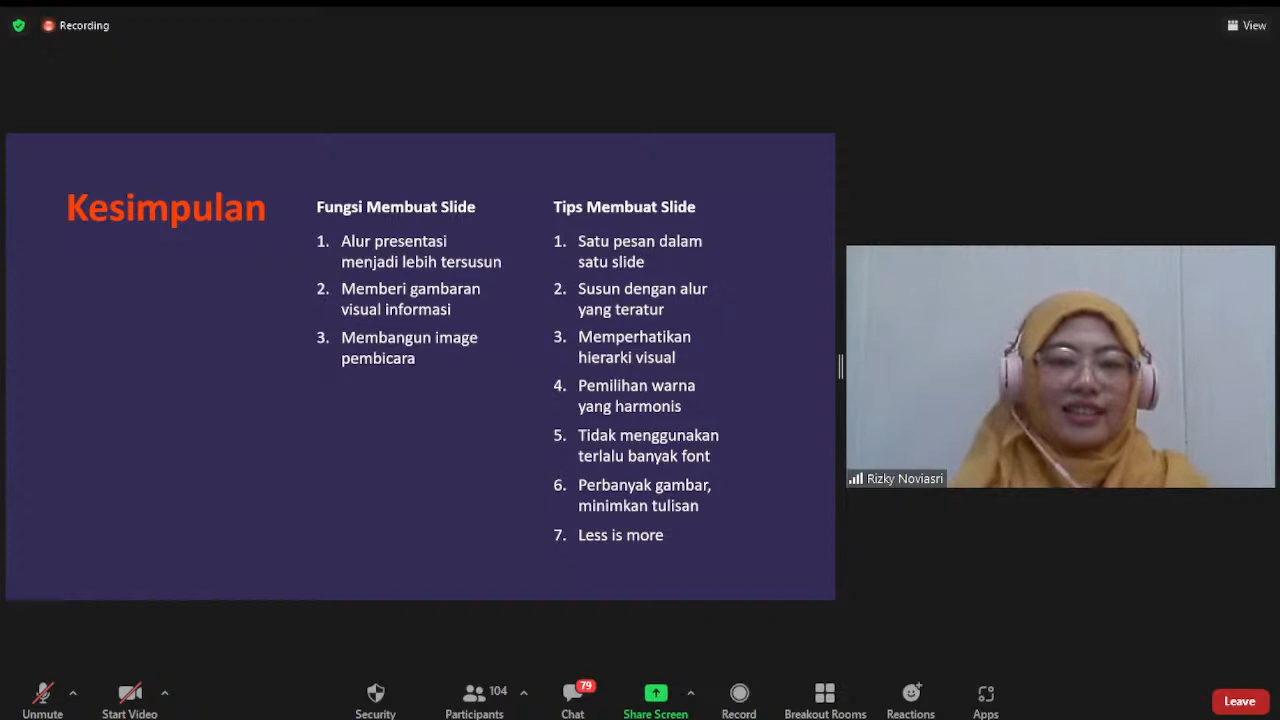 Recording
View
Kesimpulan
Fungsi Membuat Slide
1. Alur presentasi
menjadi lebih tersusun
2. Memberi gambaran
visual informasi
3. Membangun image
pembicara
Tips Membuat Slide
1. Satu pesan dalam
satu slide
2. Susun dengan alur
yang teratur
3. Memperhatikan
hierarki visual
4. Pemilihan warna
yang harmonis
5. Tidak menggunakan
terlalu banyak font
6. Perbanyak gambar,
minimkan tulisan
7. Less is more
Rizky Noviasri
Unmute
Start Video
Security
104
Participants
79
Chat
Share Screen
Record
Breakout Rooms
Reactions
Apps
Leave